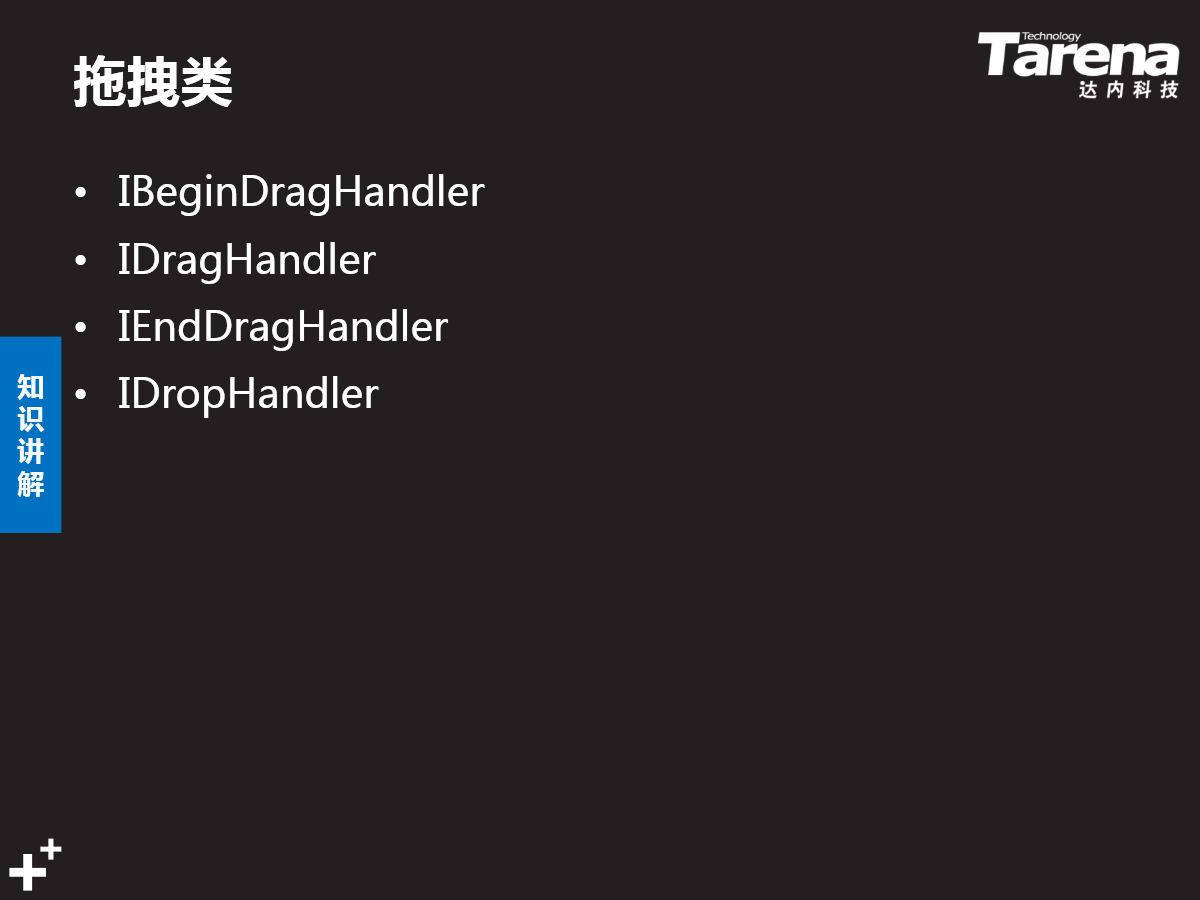 拖拽类
Technology
Tarena
达内科技
• IBeginDragHandler
• IDragHandler
• IEndDragHandler
• IDropHandler
知
识
讲
解